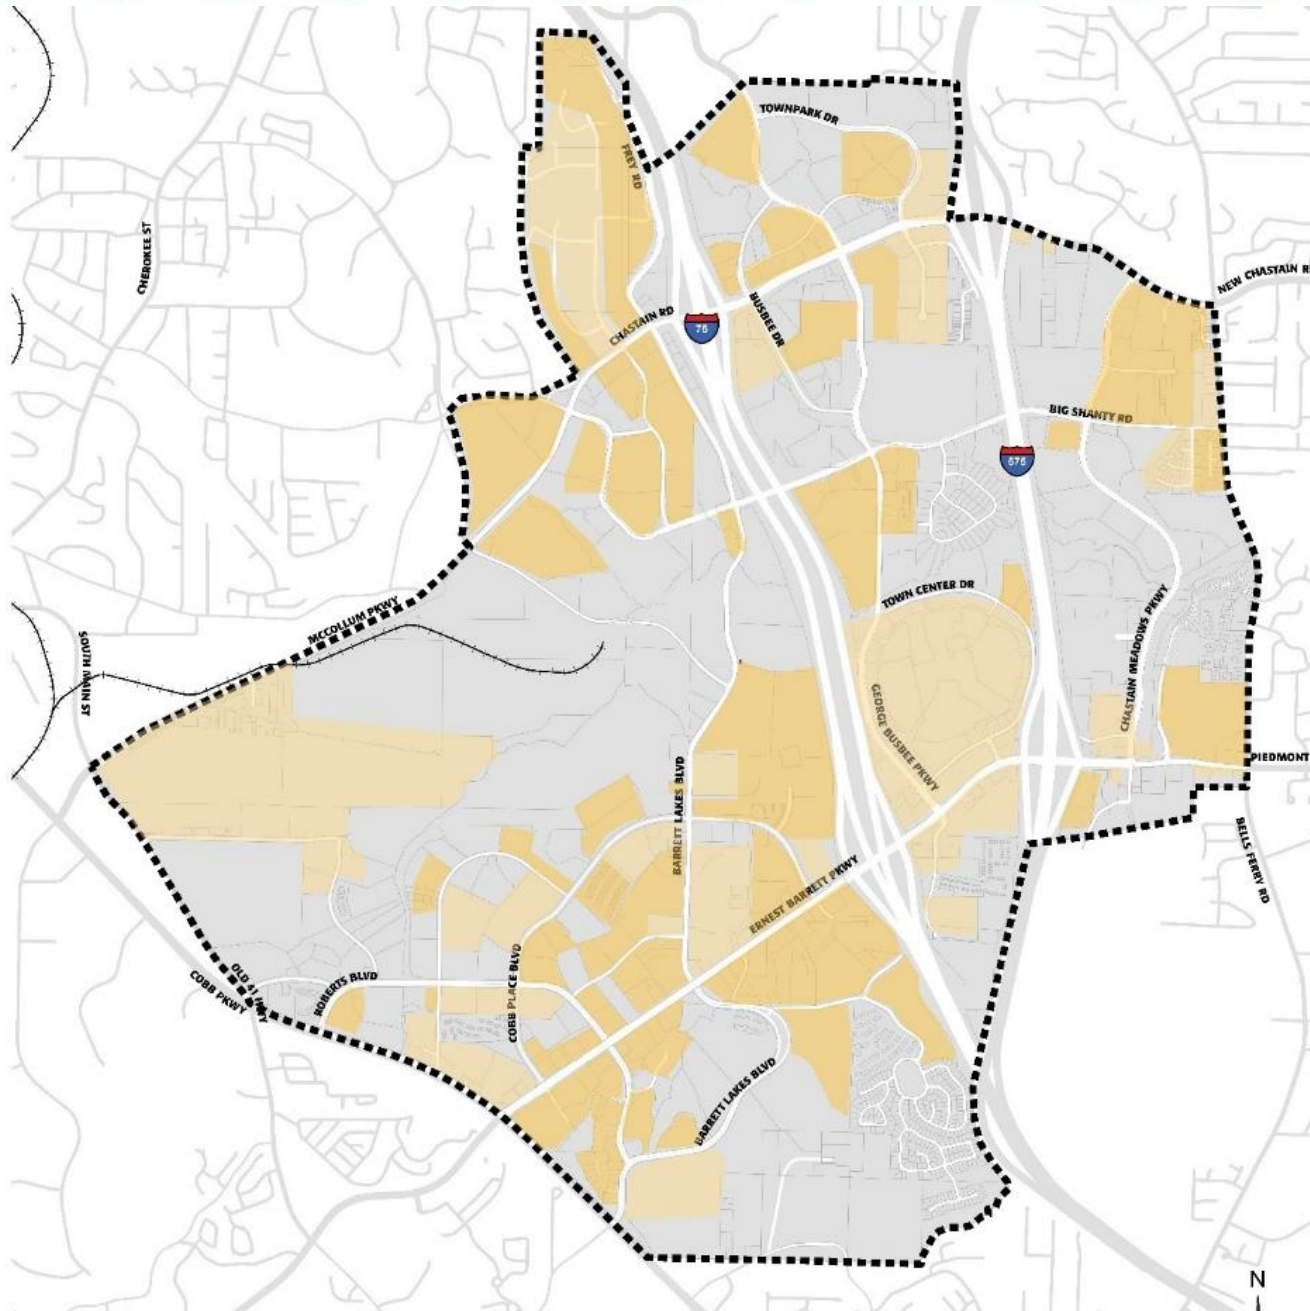 TOWNPARK DR
FREY RD
CHEROKEE ST
NEW CHASTAIN R
BUSBEE DR
CHASTAIN RD
75
BIG SHANTY RD
575
TOWN CENTER DR
MCCOLLUM PKWY
SOUTH MAIN ST
CHASTAIN MEADOWS PKWY
GEORGE BUSBEE PKWY
PIEDMONT
BARRETT LAKES BLVD
BELLS FERRY RD
ERNEST BARRETT PKWY
COBB PLACE BLVD
ROBERTS BLVD
OLD 41 HWY
COBB PKWY
BARRETT LAKES BLVD
N